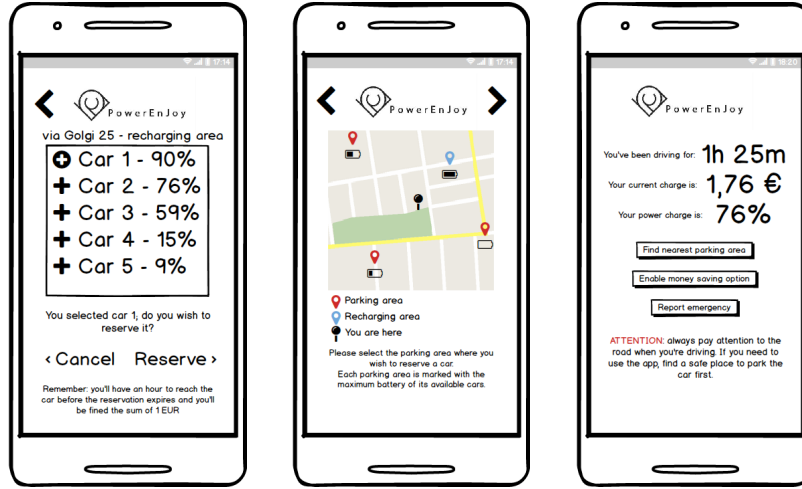 17:14
PowerEnJoy
via Golgi 25 - recharging area
Car 1 - 90%
Car 2 - 76%
Car 3 - 59%
Car 4 - 15%
Car 5 - 9%
You selected car 1, do you wish to
reserve it?
‹ Cancel Reserve ›
Remember: you'll have an hour to reach the
car before the reservation expires and you'll
be fined the sum of 1 EUR
17:14
PowerEnJoy
Parking area
Recharging area
You are here
Please select the parking area where you
wish to reserve a car.
Each parking area is marked with the
maximum battery of its available cars.
18:20
PowerEnJoy
You've been driving for: 1h 25m
Your current charge is: 1,76 €
Your power charge is: 76%
Find nearest parking area
Enable money saving option
Report emergency
ATTENTION: always pay attention to the
road when you're driving. If you need to
use the app, find a safe place to park the
car first.